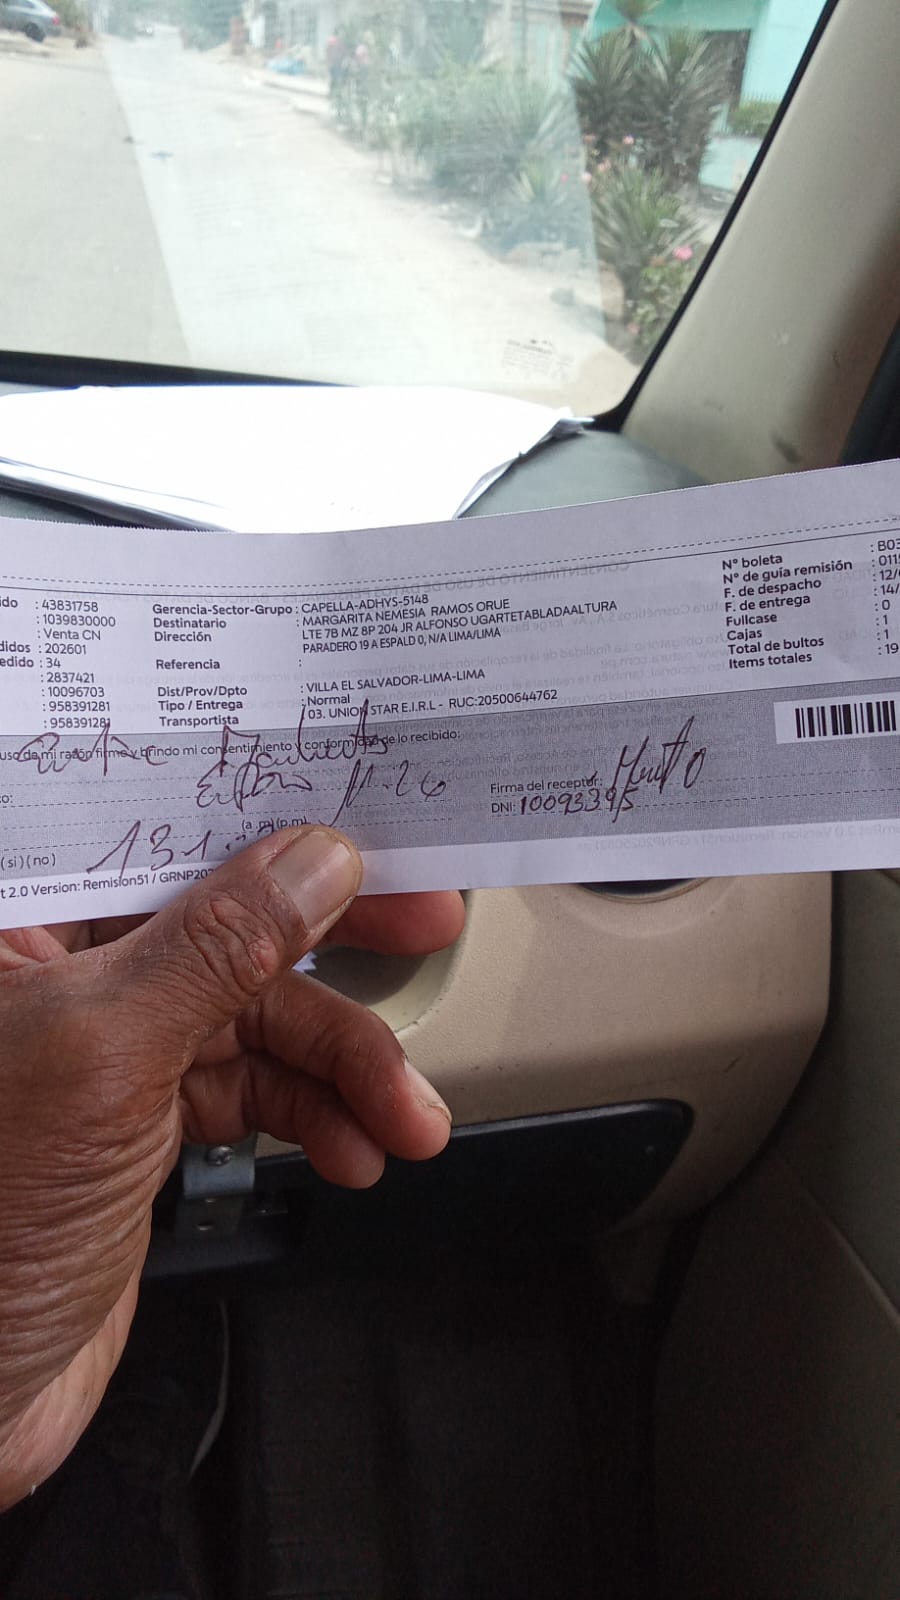 ido : 43831758
: 1039830000
: Venta CN
didos : 202601
edido : 34
: 2837421
: 10096703
: 958391281
: 958391281
Gerencia-Sector-Grupo : CAPELLA-ADHYS-5148
Destinatario : MARGARITA NEMESIA RAMOS ORUE
Dirección : LTE 7B MZ 8P 204 JR ALFONSO UGARTETABLADAALTURA
PARADERO 19 A ESPALD 0, N/A LIMA/LIMA
Referencia :
Dist/Prov/Dpto : VILLA EL SALVADOR-LIMA-LIMA
Tipo / Entrega : Normal
Transportista : 03. UNION STAR E.I.R.L - RUC:20500644762
Nº boleta : B03
Nº de guía remisión : 011
F. de despacho : 12/
F. de entrega : 14/
Fullcase : 0
Cajas : 1
Total de bultos : 1
Items totales : 19
uso de mi razón firme y brindo mi consentimiento y conformidad de lo recibido:
o:
11-26
(a.m)(p.m)
131
Firma del receptor:
DNI: 10093395
(si) (no)
t 2.0 Version: Remision51 / GRNP20